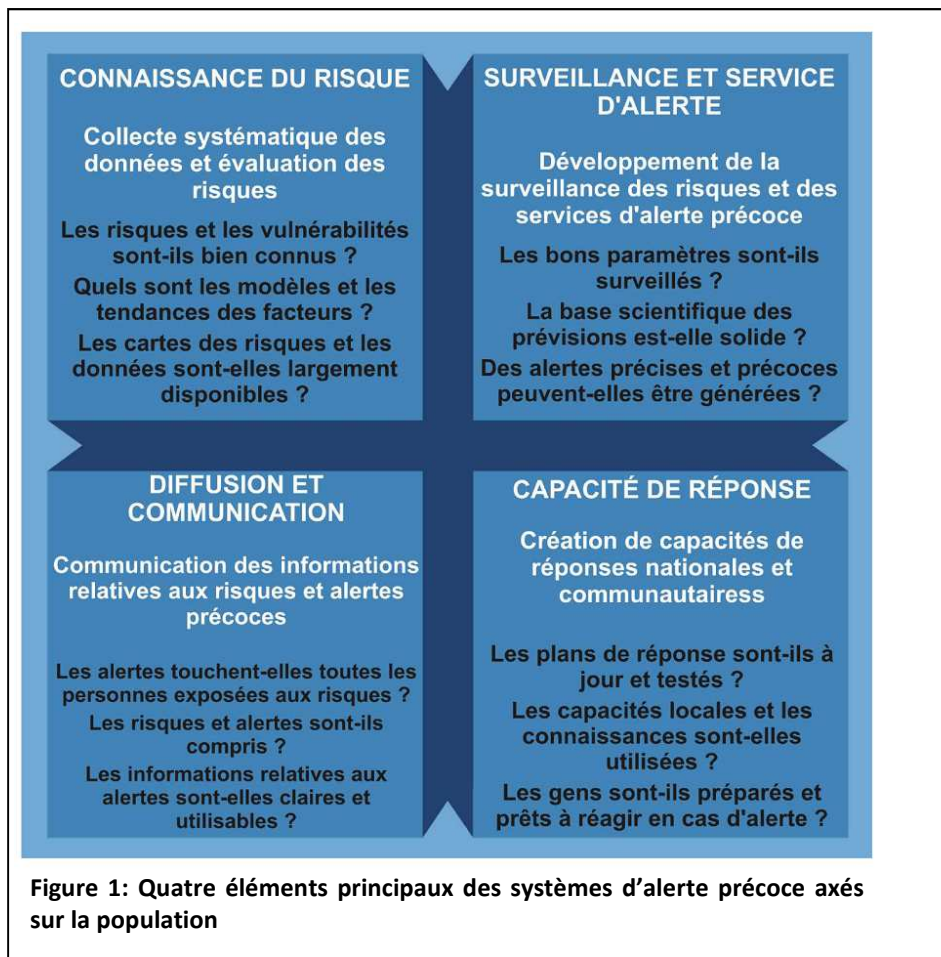 CONNAISSANCE DU RISQUE
Collecte systématique des
données et évaluation des
risques
Les risques et les vulnérabilités
sont-ils bien connus ?
Quels sont les modèles et les
tendances des facteurs ?
Les cartes des risques et les
données sont-elles largement
disponibles ?
SURVEILLANCE ET SERVICE
D'ALERTE
Développement de la
surveillance des risques et des
services d'alerte précoce
Les bons paramètres sont-ils
surveillés ?
La base scientifique des
prévisions est-elle solide ?
Des alertes précises et précoces
peuvent-elles être générées ?
DIFFUSION ET
COMMUNICATION
Communication des informations
relatives aux risques et alertes
précoces
Les alertes touchent-elles toutes les
personnes exposées aux risques ?
Les risques et alertes sont-ils
compris ?
Les informations relatives aux
alertes sont-elles claires et
utilisables ?
CAPACITÉ DE RÉPONSE
Création de capacités de
réponses nationales et
communautairess
Les plans de réponse sont-ils à
jour et testés ?
Les capacités locales et les
connaissances sont-elles
utilisées ?
Les gens sont-ils préparés et
prêts à réagir en cas d'alerte ?
Figure 1: Quatre éléments principaux des systèmes d’alerte précoce axés
sur la population